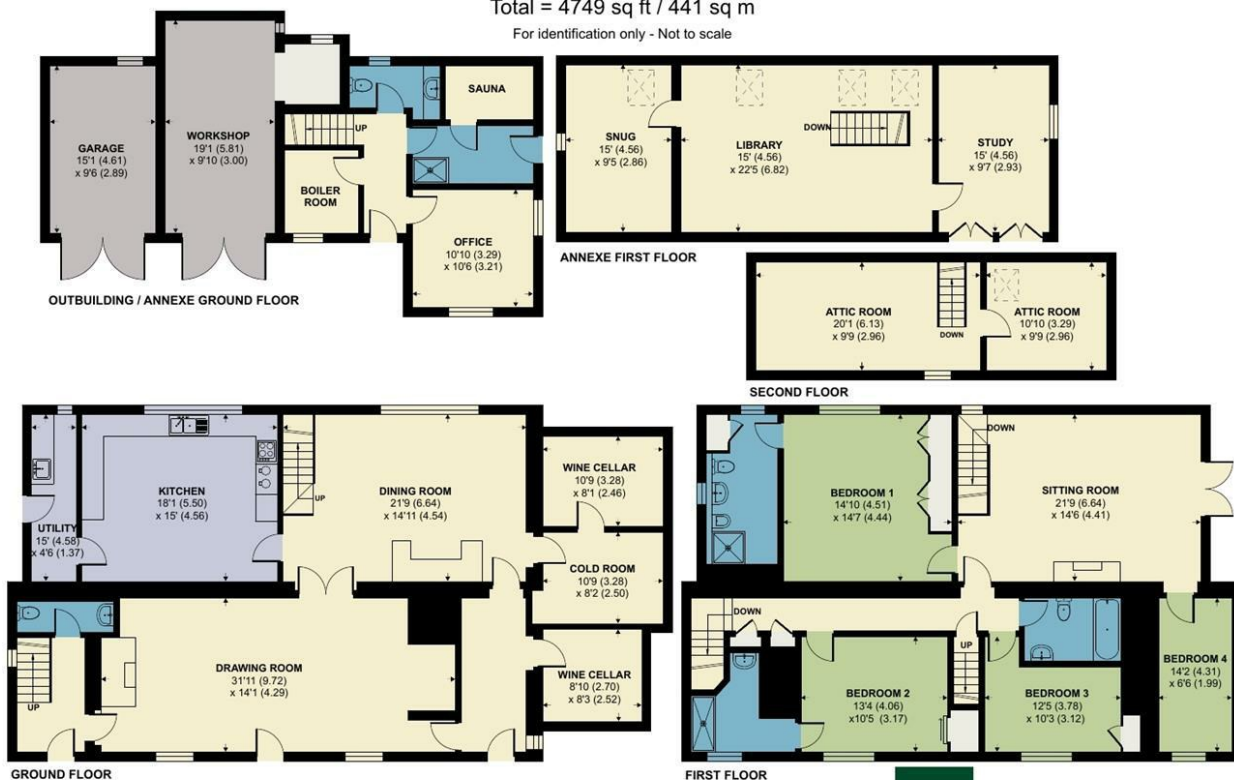 Total = 4749 sq ft / 441 sq m
For identification only - Not to scale
GARAGE
15'1 (4.61)
x 9'6 (2.89)
WORKSHOP
19'1 (5.81)
x 9'10 (3.00)
UP
SAUNA
BOILER
ROOM
OFFICE
10'10 (3.29)
x 10'6 (3.21)
OUTBUILDING / ANNEXE GROUND FLOOR
SNUG
15' (4.56)
x 9'5 (2.86)
LIBRARY
15' (4.56)
x 22'5 (6.82)
DOWN
STUDY
15' (4.56)
x 9'7 (2.93)
ANNEXE FIRST FLOOR
ATTIC ROOM
20'1 (6.13)
x 9'9 (2.96)
DOWN
ATTIC ROOM
10'10 (3.29)
x 9'9 (2.96)
SECOND FLOOR
UTILITY
15' (4.58)
x 4'6 (1.37)
KITCHEN
18'1 (5.50)
x 15' (4.56)
UP
DINING ROOM
21'9 (6.64)
x 14'11 (4.54)
WINE CELLAR
10'9 (3.28)
x 8'1 (2.46)
COLD ROOM
10'9 (3.28)
x 8'2 (2.50)
WINE CELLAR
8'10 (2.70)
x 8'3 (2.52)
DRAWING ROOM
31'11 (9.72)
x 14'1 (4.29)
UP
GROUND FLOOR
BEDROOM 1
14'10 (4.51)
x 14'7 (4.44)
DOWN
SITTING ROOM
21'9 (6.64)
x 14'6 (4.41)
DOWN
BEDROOM 2
13'4 (4.06)
x10'5 (3.17)
UP
BEDROOM 3
12'5 (3.78)
x 10'3 (3.12)
BEDROOM 4
14'2 (4.31)
x 6'6 (1.99)
FIRST FLOOR